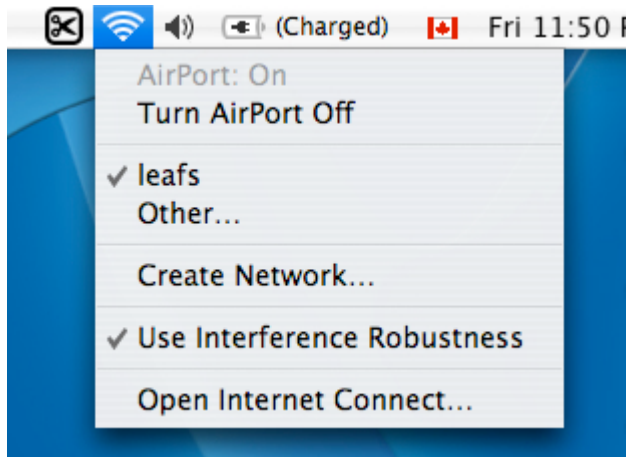 (Charged) Fri 11:50
AirPort: On
Turn AirPort Off
leafs
Other...
Create Network...
Use Interference Robustness
Open Internet Connect...